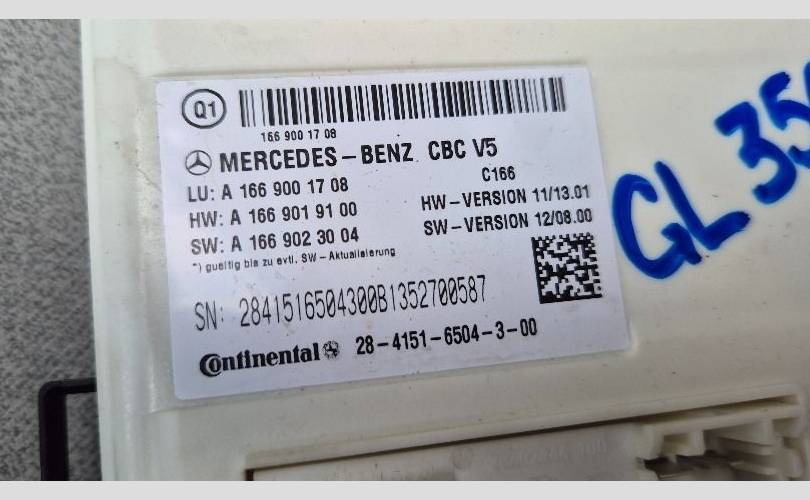 Q1
166 900 17 08
MERCEDES-BENZ CBC V5
C166
LU: A 166 900 17 08
HW: A 166 901 91 00
HW-VERSION 11/13.01
SW: A 166 902 30 04
SW-VERSION 12/08.00
*) gueltig bis zu evtl. SW-Aktualisierung
SN: 2841516504300B1352700587
Continental 28-4151-6504-3-00
GL 350